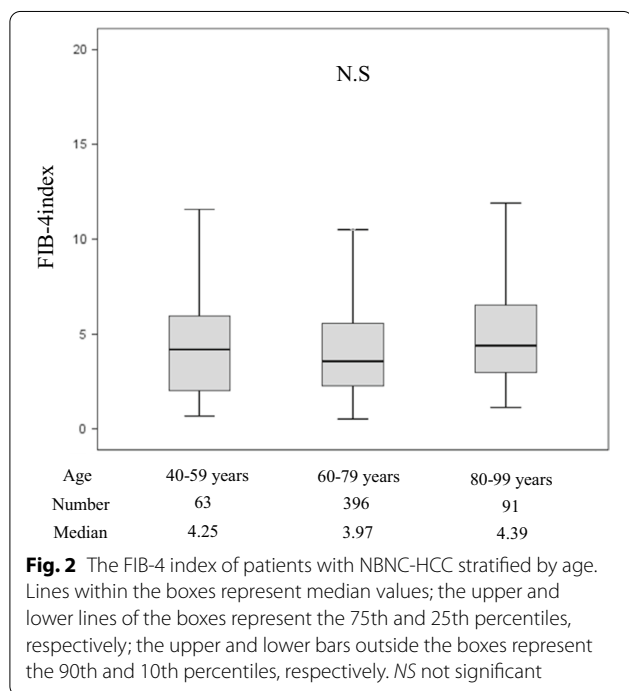 20
N.S
15
FIB-4index
10
5
0
Age 40-59 years 60-79 years 80-99 years
Number 63 396 91
Median 4.25 3.97 4.39
Fig. 2 The FIB-4 index of patients with NBNC-HCC stratified by age.
Lines within the boxes represent median values; the upper and
lower lines of the boxes represent the 75th and 25th percentiles,
respectively; the upper and lower bars outside the boxes represent
the 90th and 10th percentiles, respectively. NS not significant